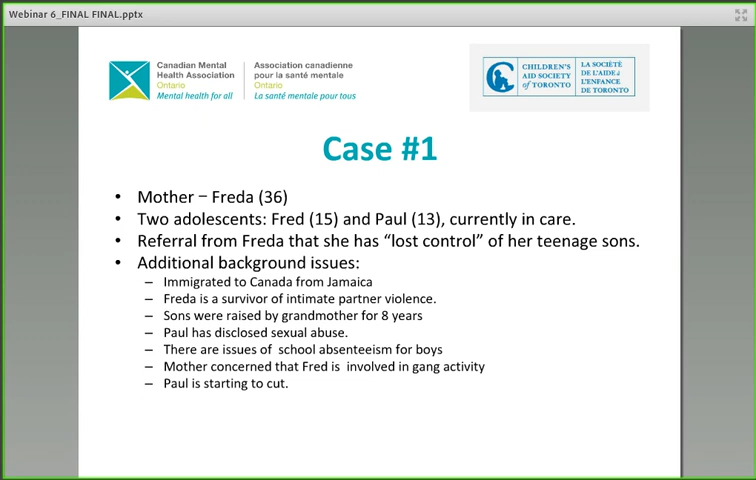 Webinar 6_FINAL FINAL.pptx
Canadian Mental
Health Association
Ontario
Mental health for all
Association canadienne
pour la santé mentale
Ontario
La santé mentale pour tous
CHILDREN'S
AID SOCIETY
of TORONTO
LA SOCIÉTÉ
DE L'AIDE À
L'ENFANCE
DE TORONTO
Case #1
• Mother – Freda (36)
• Two adolescents: Fred (15) and Paul (13), currently in care.
• Referral from Freda that she has “lost control” of her teenage sons.
• Additional background issues:
– Immigrated to Canada from Jamaica
– Freda is a survivor of intimate partner violence.
– Sons were raised by grandmother for 8 years
– Paul has disclosed sexual abuse.
– There are issues of school absenteeism for boys
– Mother concerned that Fred is involved in gang activity
– Paul is starting to cut.